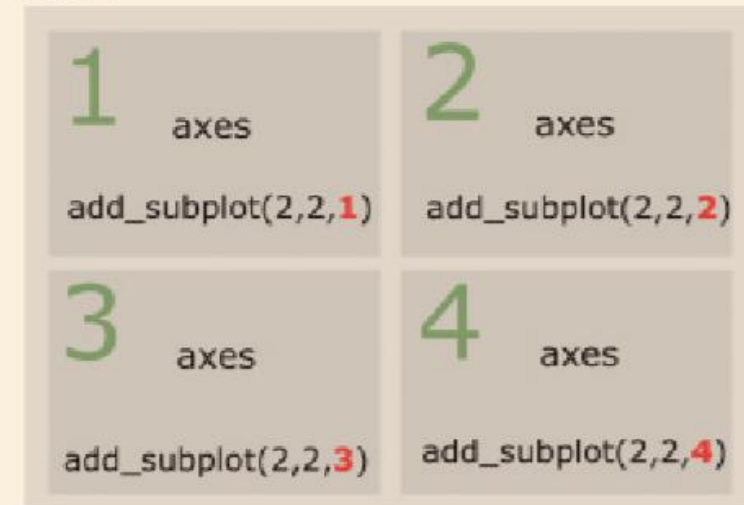 1
axes
add_subplot(2,2,1)
2
axes
add_subplot(2,2,2)
3
axes
add_subplot(2,2,3)
4
axes
add_subplot(2,2,4)